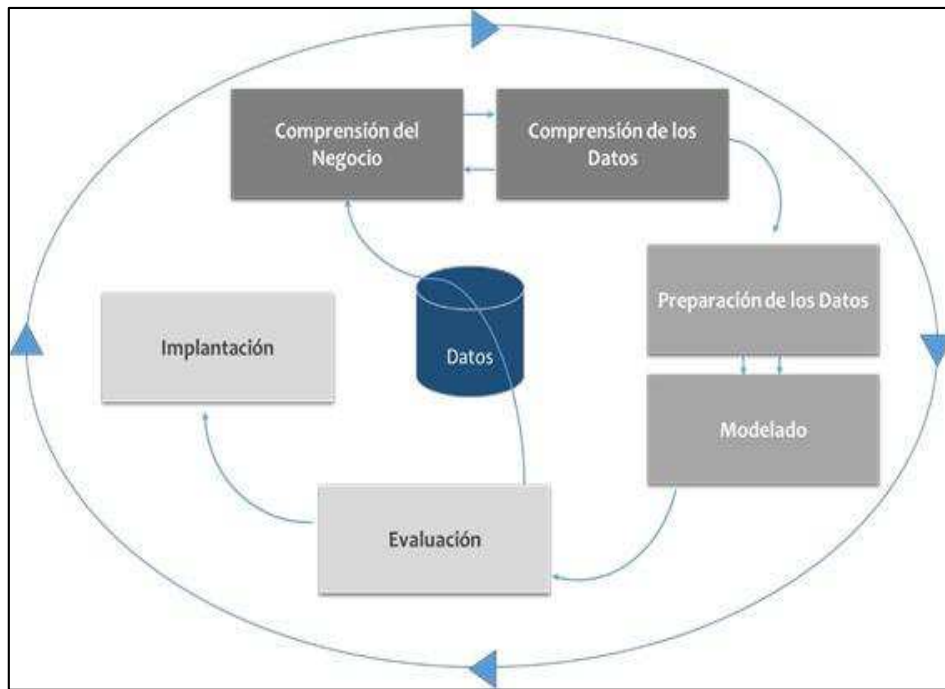 Comprensión del
Negocio
Comprensión de los
Datos
Preparación de los Datos
Modelado
Evaluación
Implantación
Datos